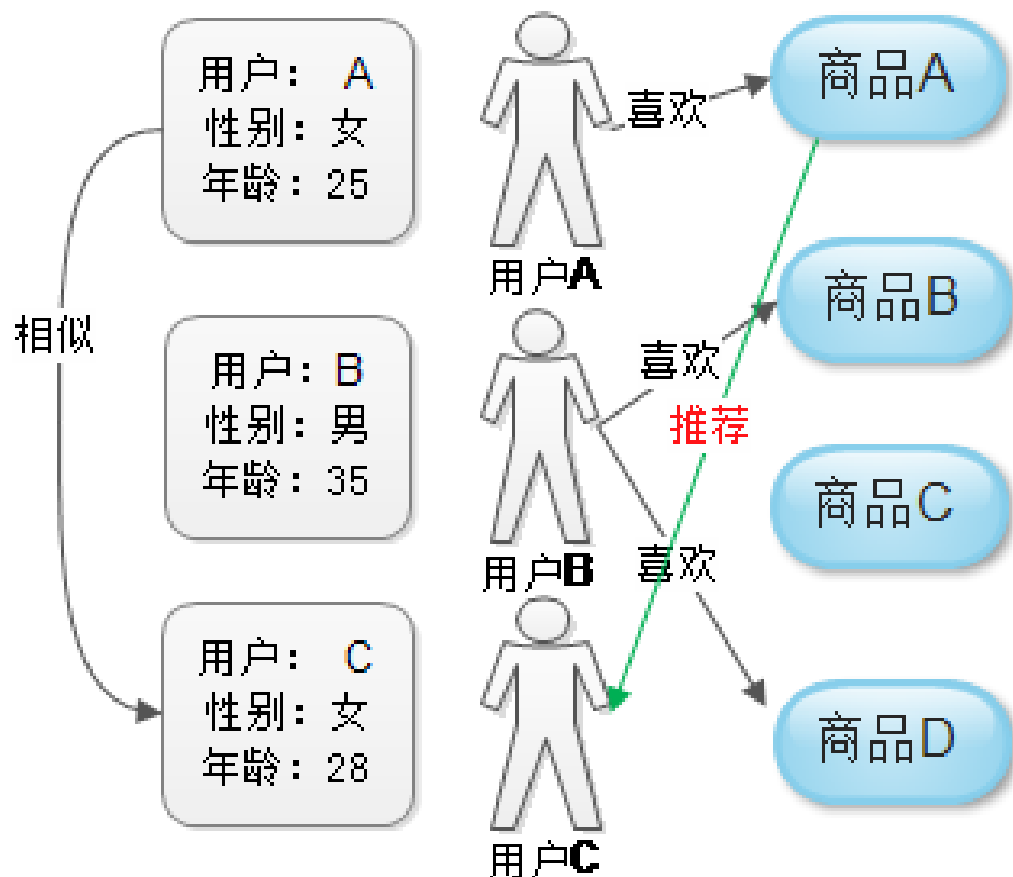 用户： A
性别：女
年龄：25
用户A
喜欢
商品A
相似
用户：B
性别：男
年龄：35
用户B
喜欢
商品B
推荐
商品C
喜欢
用户： C
性别：女
年龄：28
用户C
商品D